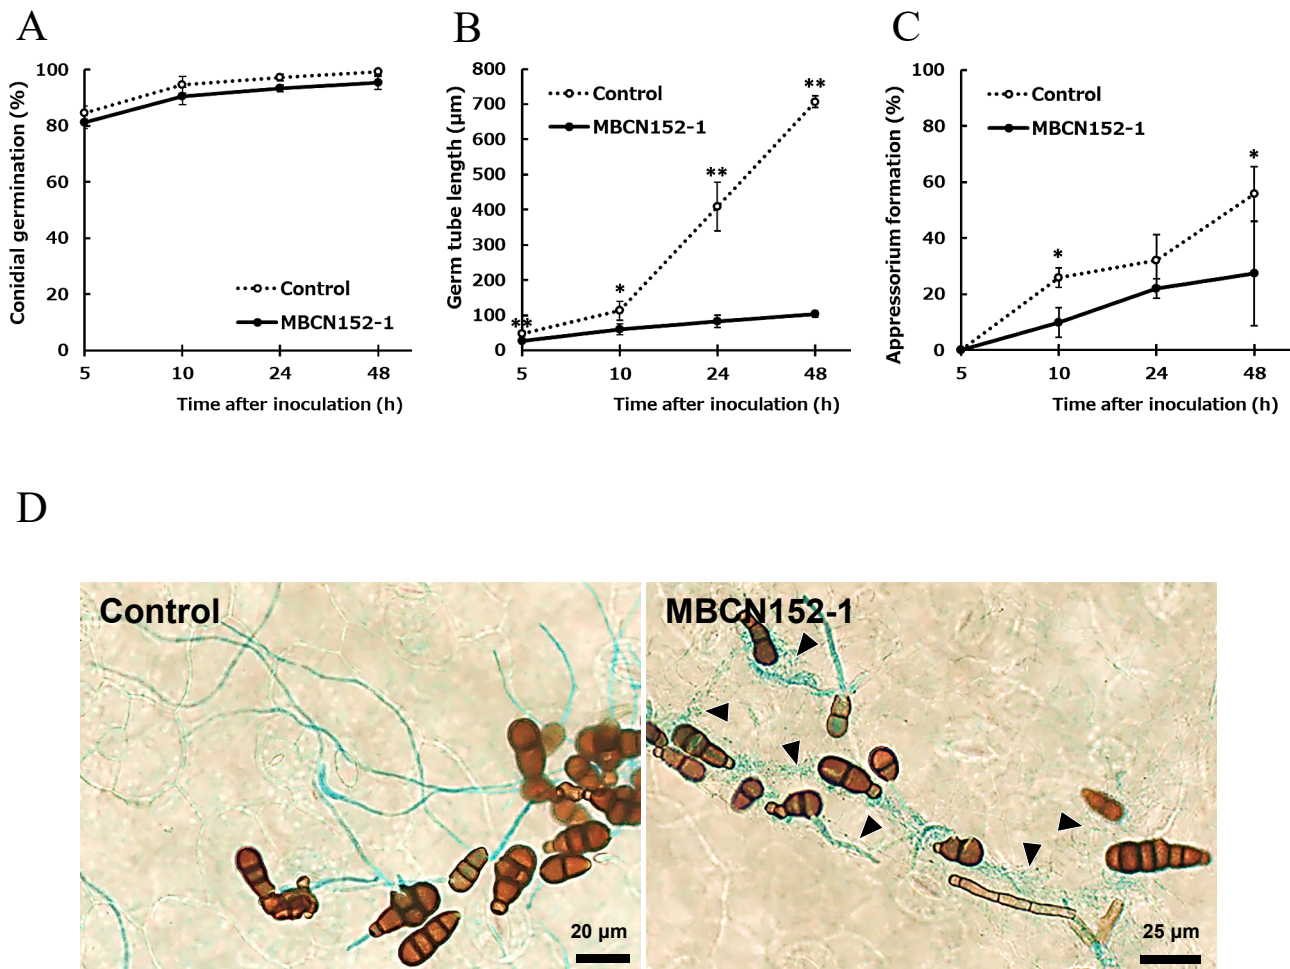 A
Conidial germination (%)
100
80
60
40
20
0
Control
MBCN152-1
5 10 24 48
Time after inoculation (h)
B
Germ tube length (μm)
800
700
600
500
400
300
200
100
0
Control
MBCN152-1
**
*
**
**
5 10 24 48
Time after inoculation (h)
C
Appressorium formation (%)
100
80
60
40
20
0
Control
MBCN152-1
*
*
5 24 48
10
Time after inoculation (h)
D
Control
20 μm
MBCN152-1
25 μm